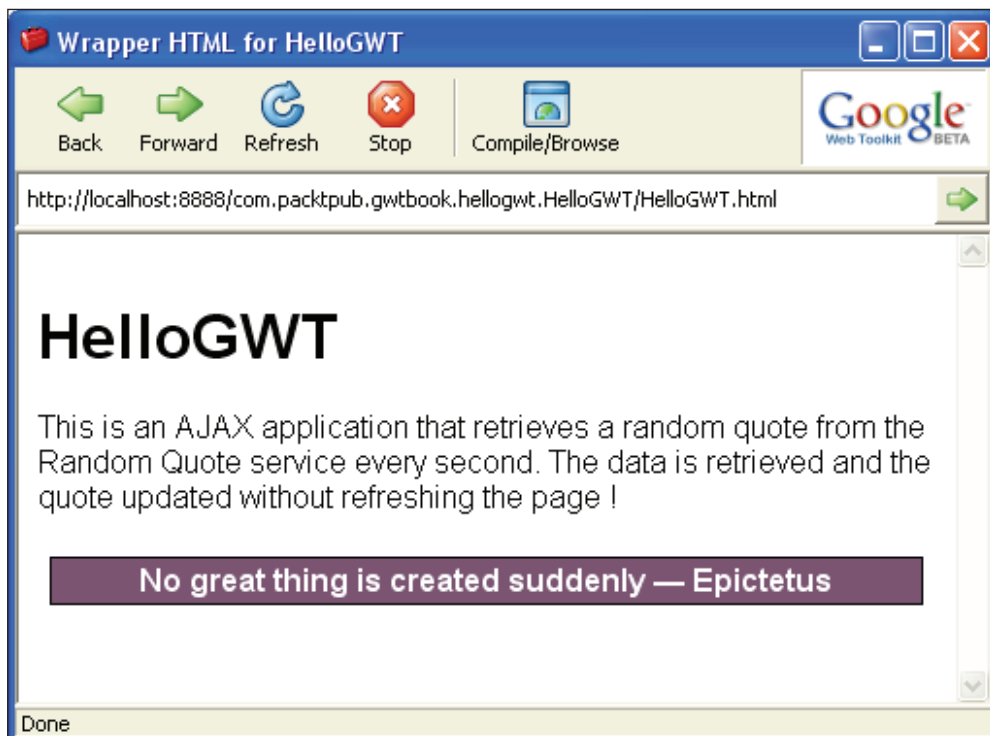 Wrapper HTML for HelloGWT
Back Forward Refresh Stop Compile/Browse
Google
Web Toolkit BETA
http://localhost:8888/com.packtpub.gwtbook.hellogwt.HelloGWT/HelloGWT.html
HelloGWT
This is an AJAX application that retrieves a random quote from the
Random Quote service every second. The data is retrieved and the
quote updated without refreshing the page !
No great thing is created suddenly — Epictetus
Done